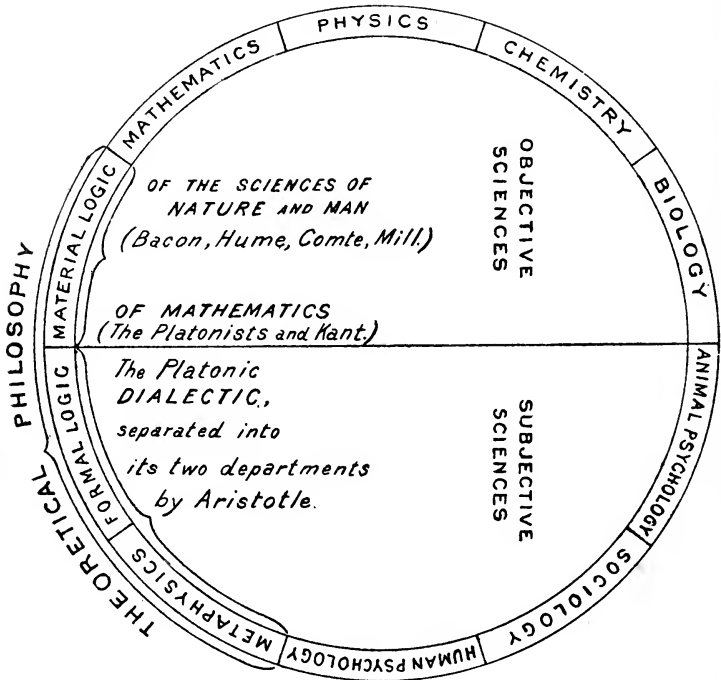 MATHEMATICS
PHYSICS
CHEMISTRY
BIOLOGY
ANIMAL PSYCHOLOGY
SOCIOLOGY
HUMAN PSYCHOLOGY
METAPHYSICS
FORMAL LOGIC
MATERIAL LOGIC
THEORETICAL PHILOSOPHY
OF THE SCIENCES OF
NATURE AND MAN
(Bacon, Hume, Comte, Mill.)
OF MATHEMATICS
(The Platonists and Kant.)
The Platonic
DIALECTIC,
separated into
its two departments
by Aristotle.
OBJECTIVE
SCIENCES
SUBJECTIVE
SCIENCES